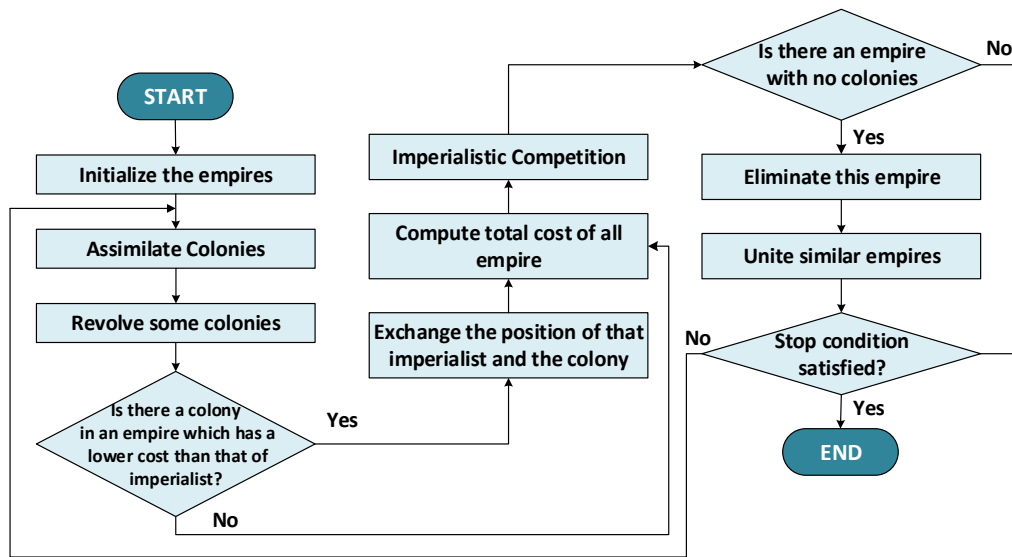 START
Initialize the empires
Assimilate Colonies
Revolve some colonies
Is there a colony
in an empire which has a
lower cost than that of
imperialist?
Yes
No
Exchange the position of that
imperialist and the colony
Compute total cost of all
empire
Imperialistic Competition
Is there an empire
with no colonies
No
Yes
Eliminate this empire
Unite similar empires
Stop condition
satisfied?
No
Yes
END